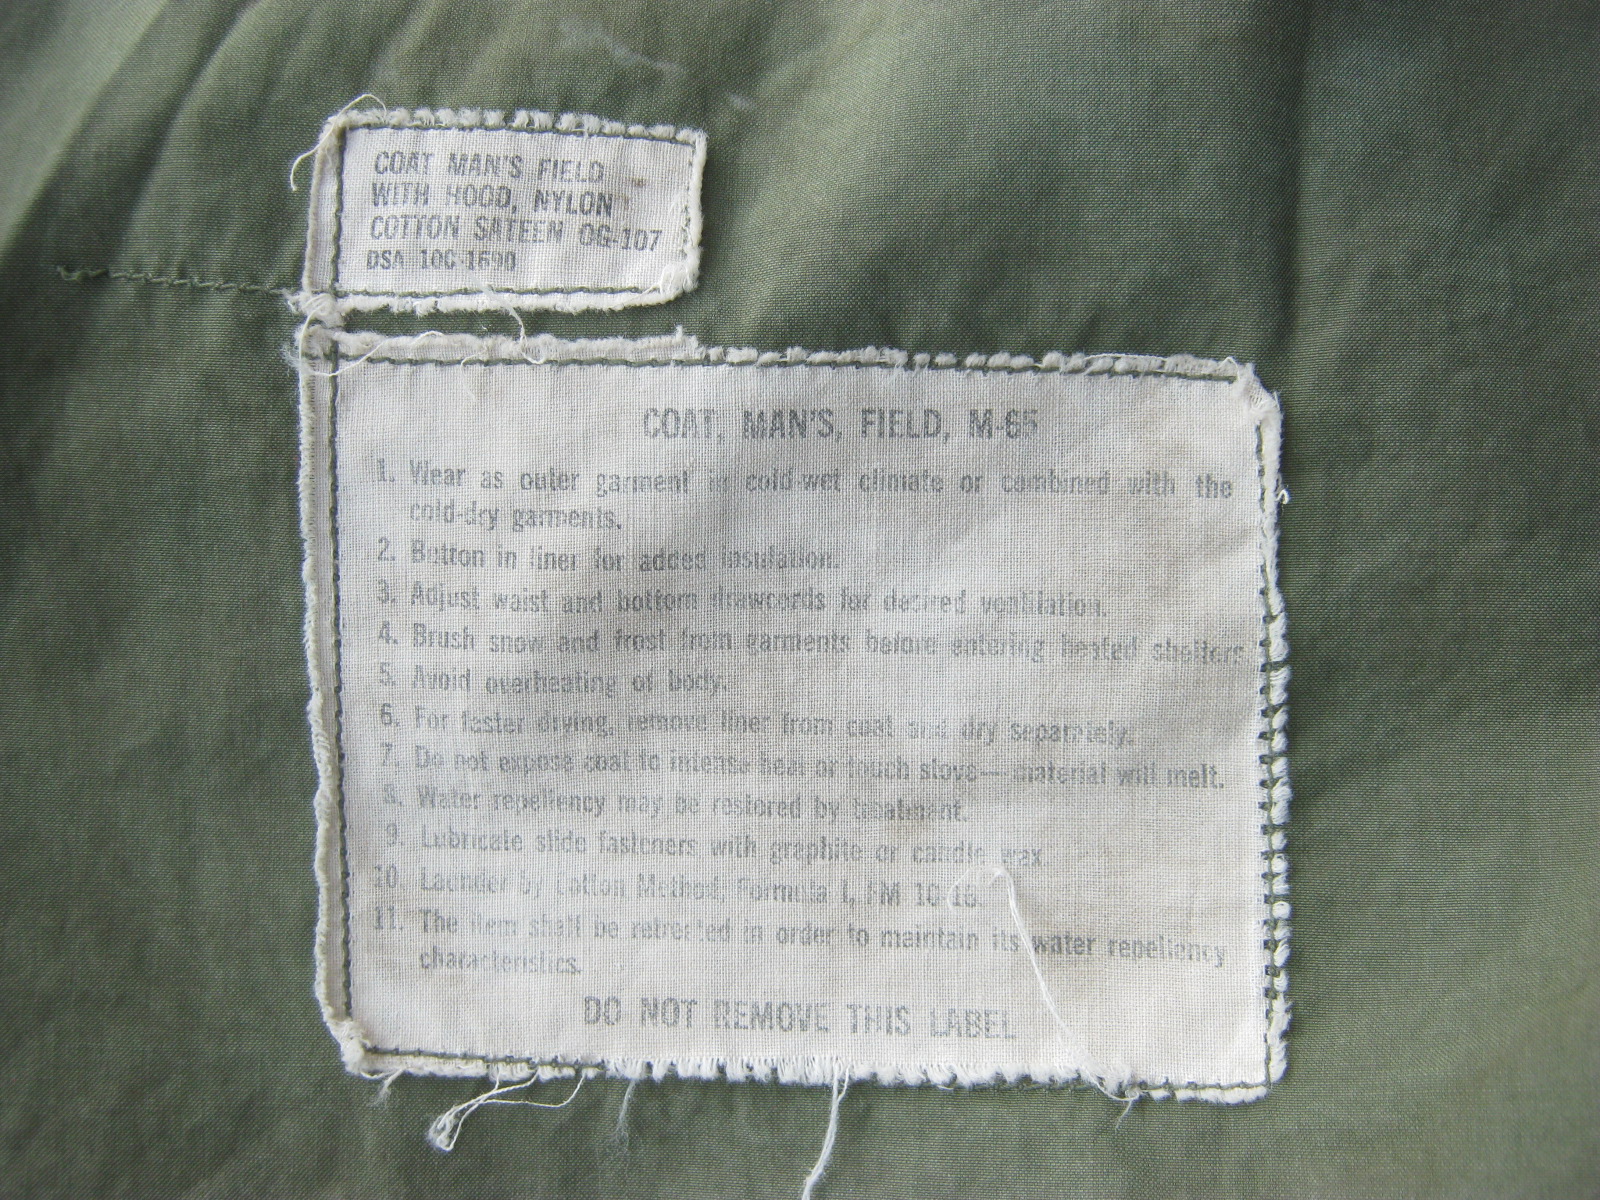 COAT MAN'S FIELD
WITH HOOD, NYLON
COTTON SATEEN OG-107
DSA 10C-1690
COAT, MAN'S, FIELD, M-65
1. Wear as outer garment in cold-wet climate or combined with the
cold-dry garments.
2. Button in liner for added insulation.
3. Adjust waist and bottom drawcords for desired ventilation.
4. Brush snow and frost from garments before entering heated shelters
5. Avoid overheating of body.
6. For faster drying, remove liner from coat and dry separately.
7. Do not expose coat to intense heat or touch stove— material will melt.
8. Water repellency may be restored by treatment.
9. Lubricate slide fasteners with graphite or candle wax.
10. Launder by Cotton Method, Formula I, FM 10-16.
11. The item shall be retreated in order to maintain its water repellency
characteristics.
DO NOT REMOVE THIS LABEL